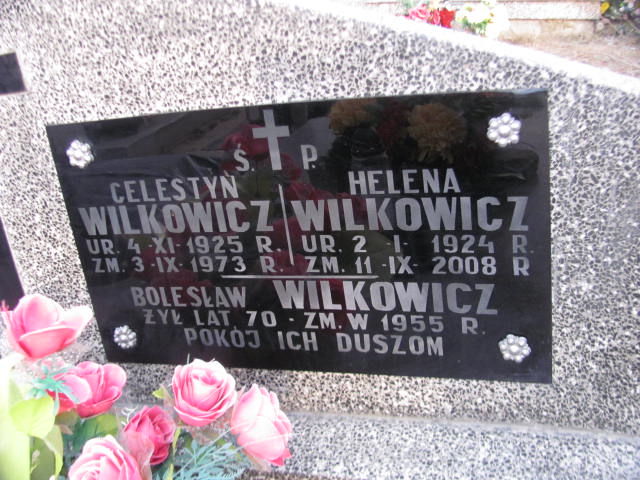 Ś. P.
CELESTYN HELENA
WILKOWICZ WILKOWICZ
UR. 4·XI·1925 R. UR. 2·I·1924 R.
ZM. 3·IX·1973 R. ZM. 11·IX·2008 R
BOLESŁAW WILKOWICZ
ŻYŁ LAT 70 - ZM. W 1955 R.
POKÓJ ICH DUSZOM